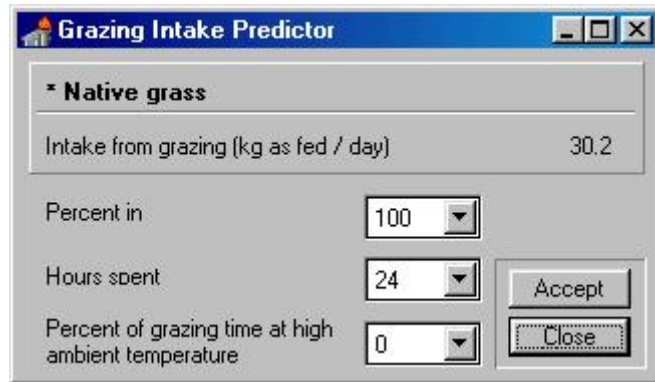 Grazing Intake Predictor
* Native grass
Intake from grazing (kg as fed / day) 30.2
Percent in 100
Hours spent 24
Accept
Percent of grazing time at high
ambient temperature 0
Close